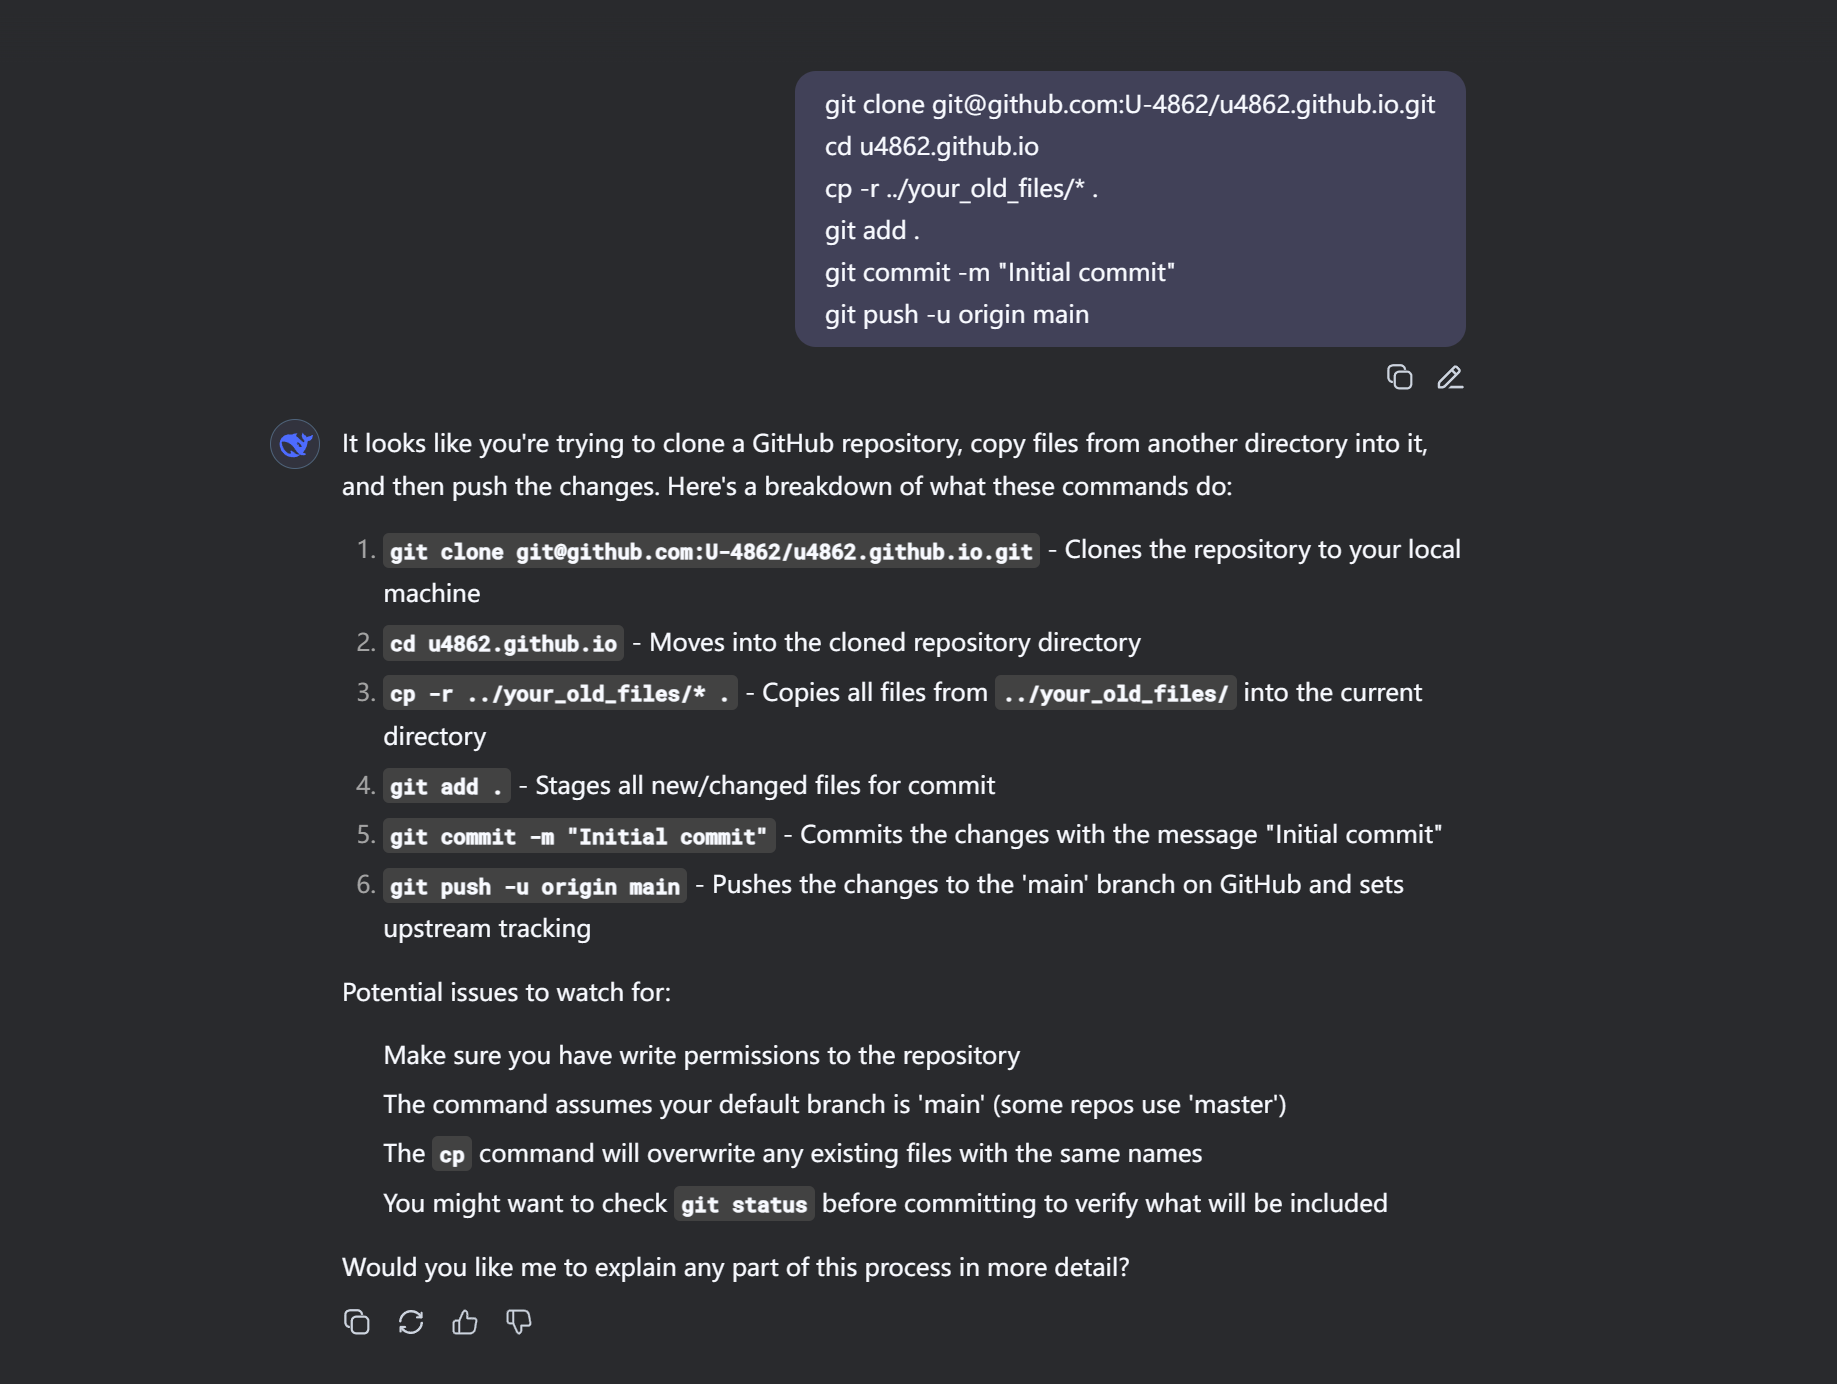 git clone git@github.com:U-4862/u4862.github.io.git
cd u4862.github.io
cp -r ../your_old_files/* .
git add .
git commit -m "Initial commit"
git push -u origin main
It looks like you're trying to clone a GitHub repository, copy files from another directory into it,
and then push the changes. Here's a breakdown of what these commands do:
1. git clone git@github.com:U-4862/u4862.github.io.git - Clones the repository to your local
machine
2. cd u4862.github.io - Moves into the cloned repository directory
3. cp -r ../your_old_files/* . - Copies all files from ../your_old_files/ into the current
directory
4. git add . - Stages all new/changed files for commit
5. git commit -m "Initial commit" - Commits the changes with the message "Initial commit"
6. git push -u origin main - Pushes the changes to the 'main' branch on GitHub and sets
upstream tracking
Potential issues to watch for:
Make sure you have write permissions to the repository
The command assumes your default branch is 'main' (some repos use 'master')
The cp command will overwrite any existing files with the same names
You might want to check git status before committing to verify what will be included
Would you like me to explain any part of this process in more detail?